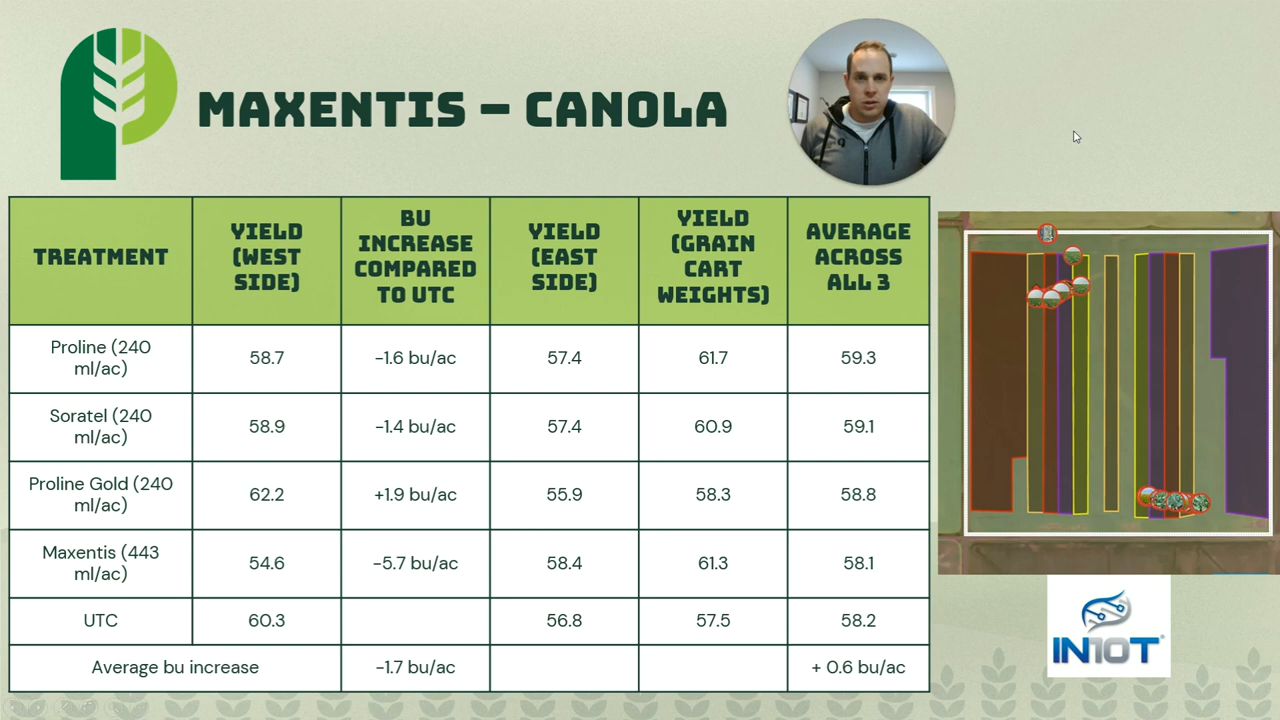 MAXENTIS – CANOLA
TREATMENT
YIELD
(WEST
SIDE)
BU
INCREASE
COMPARED
TO UTC
YIELD
(EAST
SIDE)
YIELD
(GRAIN
CART
WEIGHTS)
AVERAGE
ACROSS
ALL 3
Proline (240
ml/ac)
58.7
-1.6 bu/ac
57.4
61.7
59.3
Soratel (240
ml/ac)
58.9
-1.4 bu/ac
57.4
60.9
59.1
Proline Gold (240
ml/ac)
62.2
+1.9 bu/ac
55.9
58.3
58.8
Maxentis (443
ml/ac)
54.6
-5.7 bu/ac
58.4
61.3
58.1
UTC
60.3
56.8
57.5
58.2
Average bu increase
-1.7 bu/ac
+ 0.6 bu/ac
IN10T®